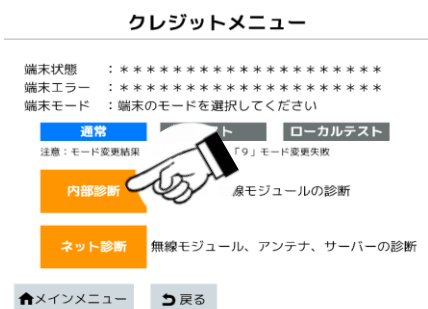 クレジットメニュー
端末状態 ：＊＊＊＊＊＊＊＊＊＊＊＊＊＊＊＊＊＊＊＊
端末エラー ：＊＊＊＊＊＊＊＊＊＊＊＊＊＊＊＊＊＊＊＊
端末モード ：端末のモードを選択してください
通常 ト ローカルテスト
注意：モード変更結果 「9」モード変更失敗
内部診断 線モジュールの診断
ネット診断 無線モジュール、アンテナ、サーバーの診断
メインメニュー 戻る